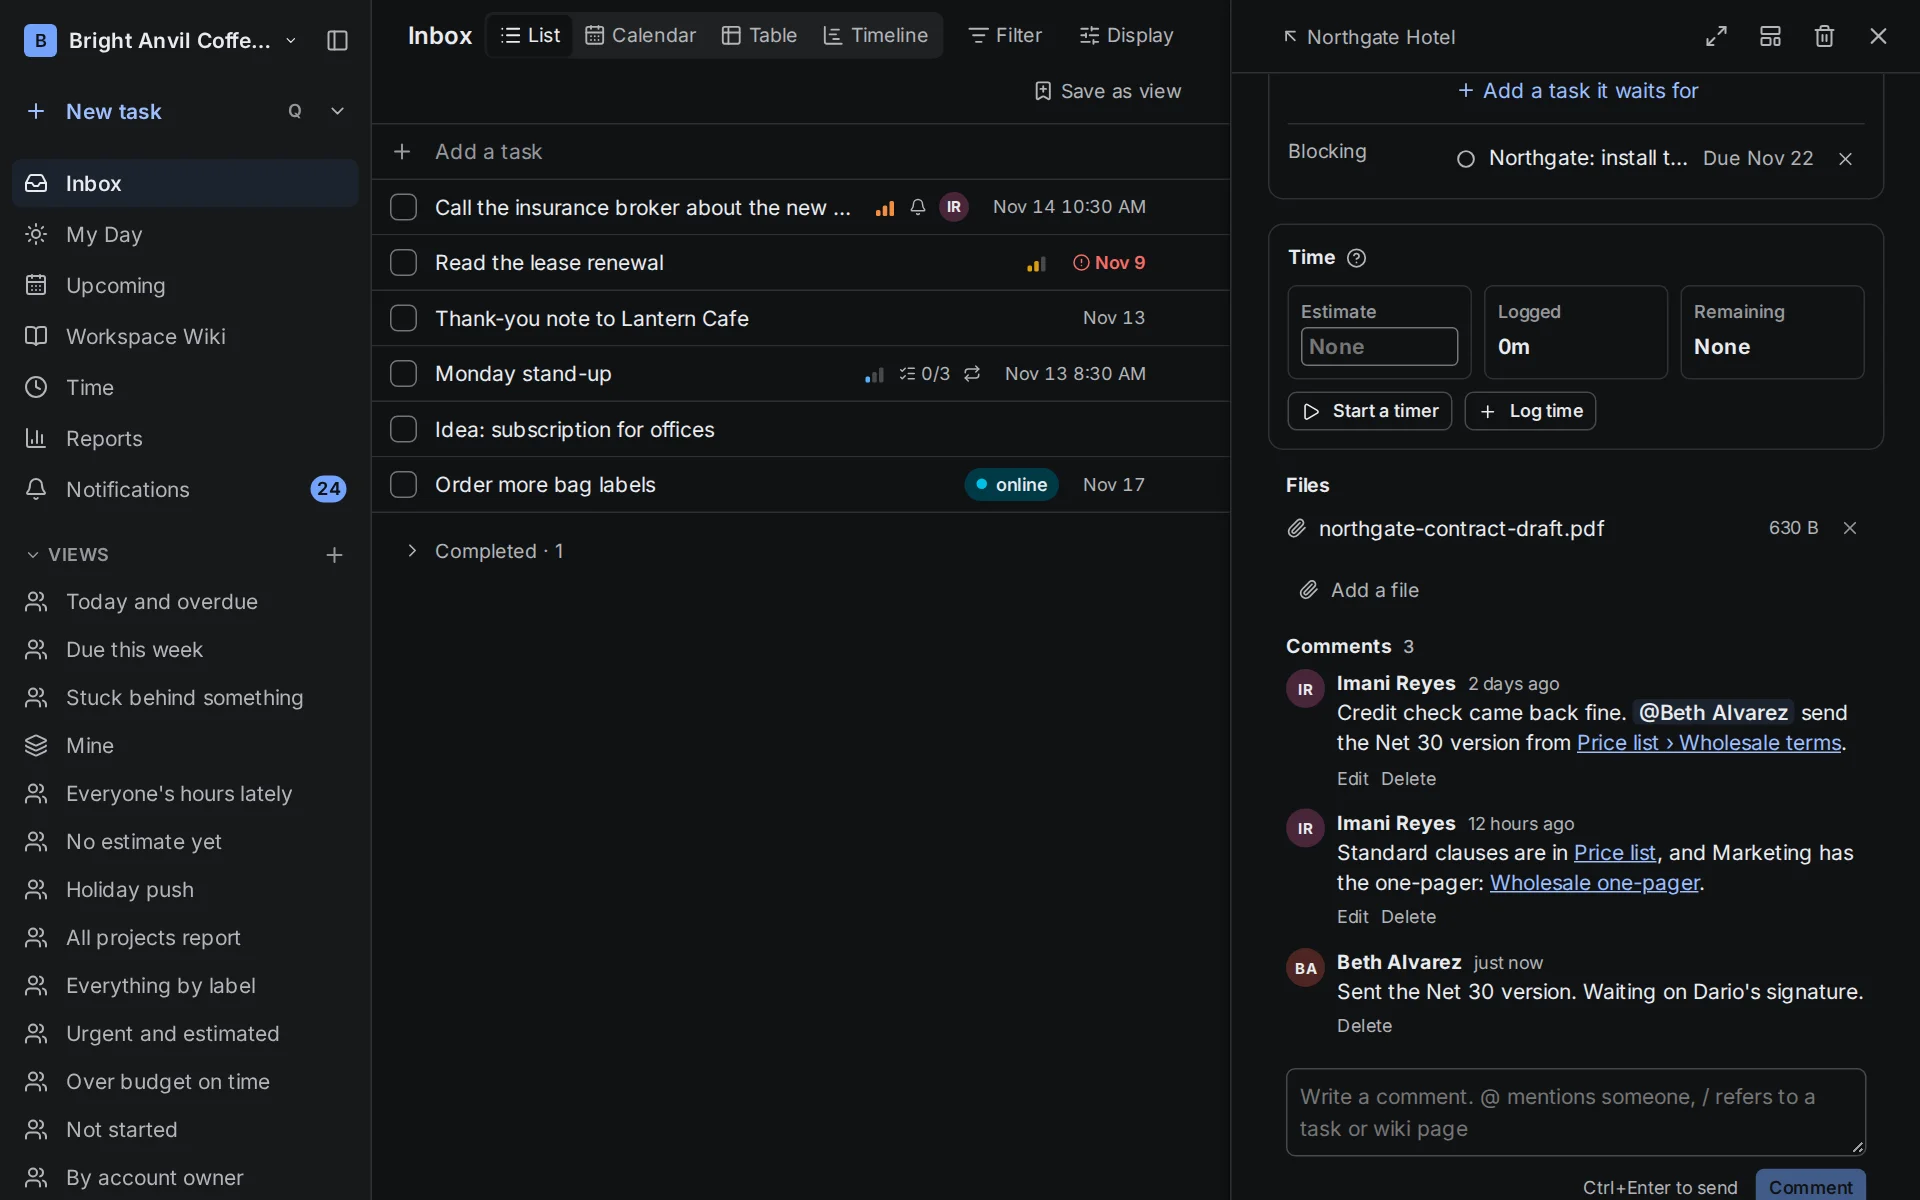 B Bright Anvil Coffe...
New task Q
Inbox
My Day
Upcoming
Workspace Wiki
Time
Reports
Notifications 24
VIEWS
Today and overdue
Due this week
Stuck behind something
Mine
Everyone's hours lately
No estimate yet
Holiday push
All projects report
Everything by label
Urgent and estimated
Over budget on time
Not started
By account owner
Inbox List Calendar Table Timeline Filter Display
Save as view
Add a task
Call the insurance broker about the new ... IR Nov 14 10:30 AM
Read the lease renewal Nov 9
Thank-you note to Lantern Cafe Nov 13
Monday stand-up 0/3 Nov 13 8:30 AM
Idea: subscription for offices
Order more bag labels online Nov 17
Completed · 1
Northgate Hotel
+ Add a task it waits for
Blocking Northgate: install t... Due Nov 22
Time
Estimate Logged Remaining
None 0m None
Start a timer Log time
Files
northgate-contract-draft.pdf 630 B
Add a file
Comments 3
IR Imani Reyes 2 days ago
Credit check came back fine. @Beth Alvarez send
the Net 30 version from Price list › Wholesale terms.
Edit Delete
IR Imani Reyes 12 hours ago
Standard clauses are in Price list, and Marketing has
the one-pager: Wholesale one-pager.
Edit Delete
BA Beth Alvarez just now
Sent the Net 30 version. Waiting on Dario's signature.
Delete
Write a comment. @ mentions someone, / refers to a
task or wiki page
Ctrl+Enter to send Comment